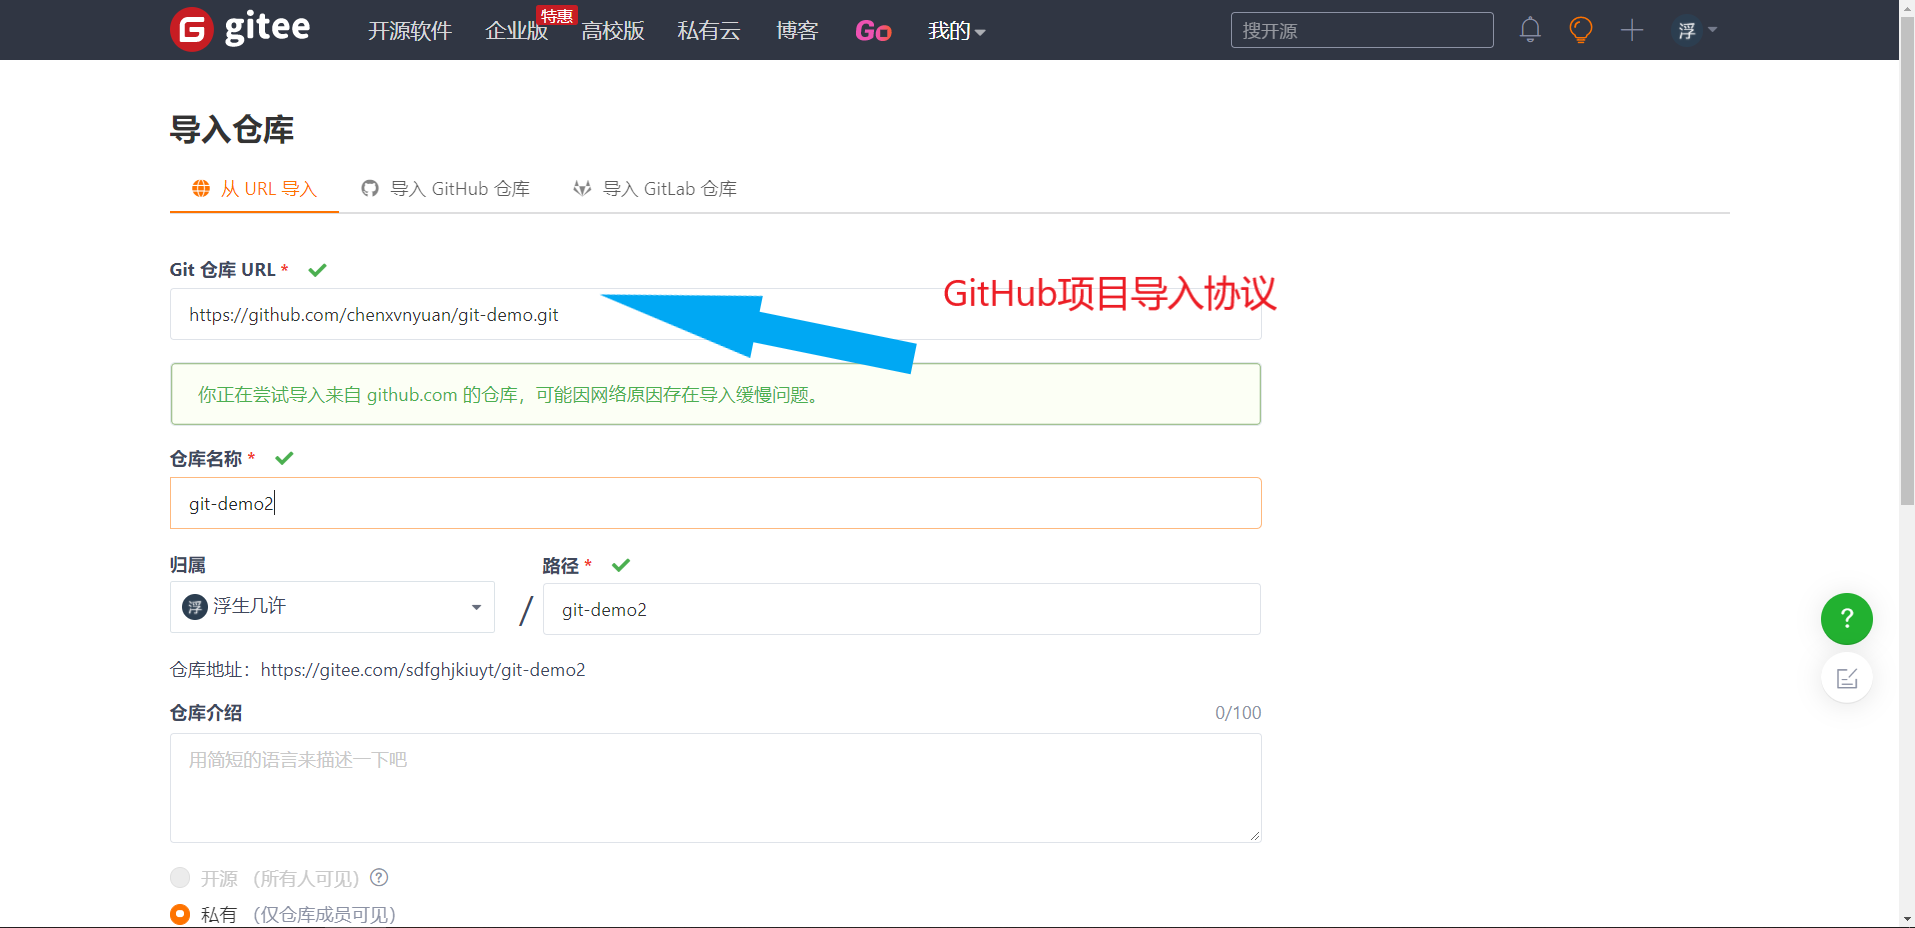 gitee 开源软件 企业版 特惠 高校版 私有云 博客 Go 我的 搜开源 浮
导入仓库
从 URL 导入 导入 GitHub 仓库 导入 GitLab 仓库
Git 仓库 URL *
GitHub项目导入协议
https://github.com/chenxvnyuan/git-demo.git
你正在尝试导入来自 github.com 的仓库，可能因网络原因存在导入缓慢问题。
仓库名称 *
git-demo2
归属 路径 *
浮 浮生几许 / git-demo2
仓库地址：https://gitee.com/sdfghjkiuyt/git-demo2
仓库介绍 0/100
用简短的语言来描述一下吧
开源 （所有人可见） ?
私有 （仅仓库成员可见）
?